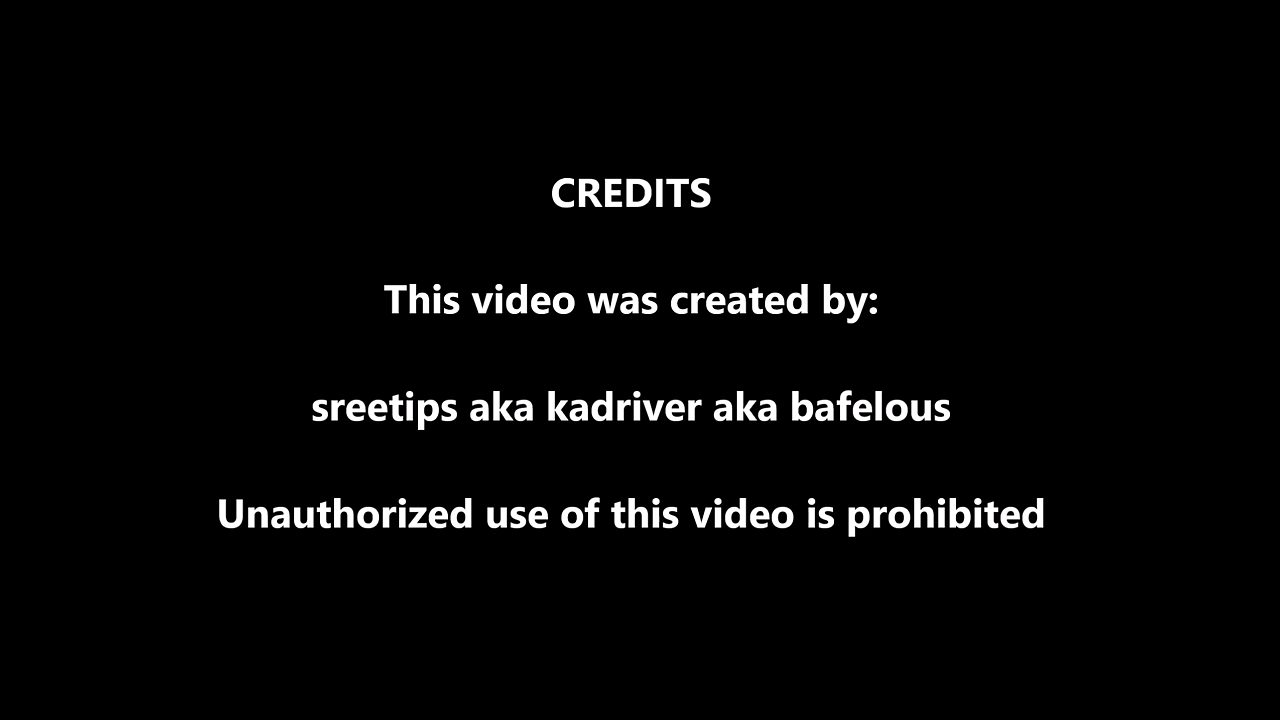 CREDITS
This video was created by:
sreetips aka kadriver aka bafelous
Unauthorized use of this video is prohibited